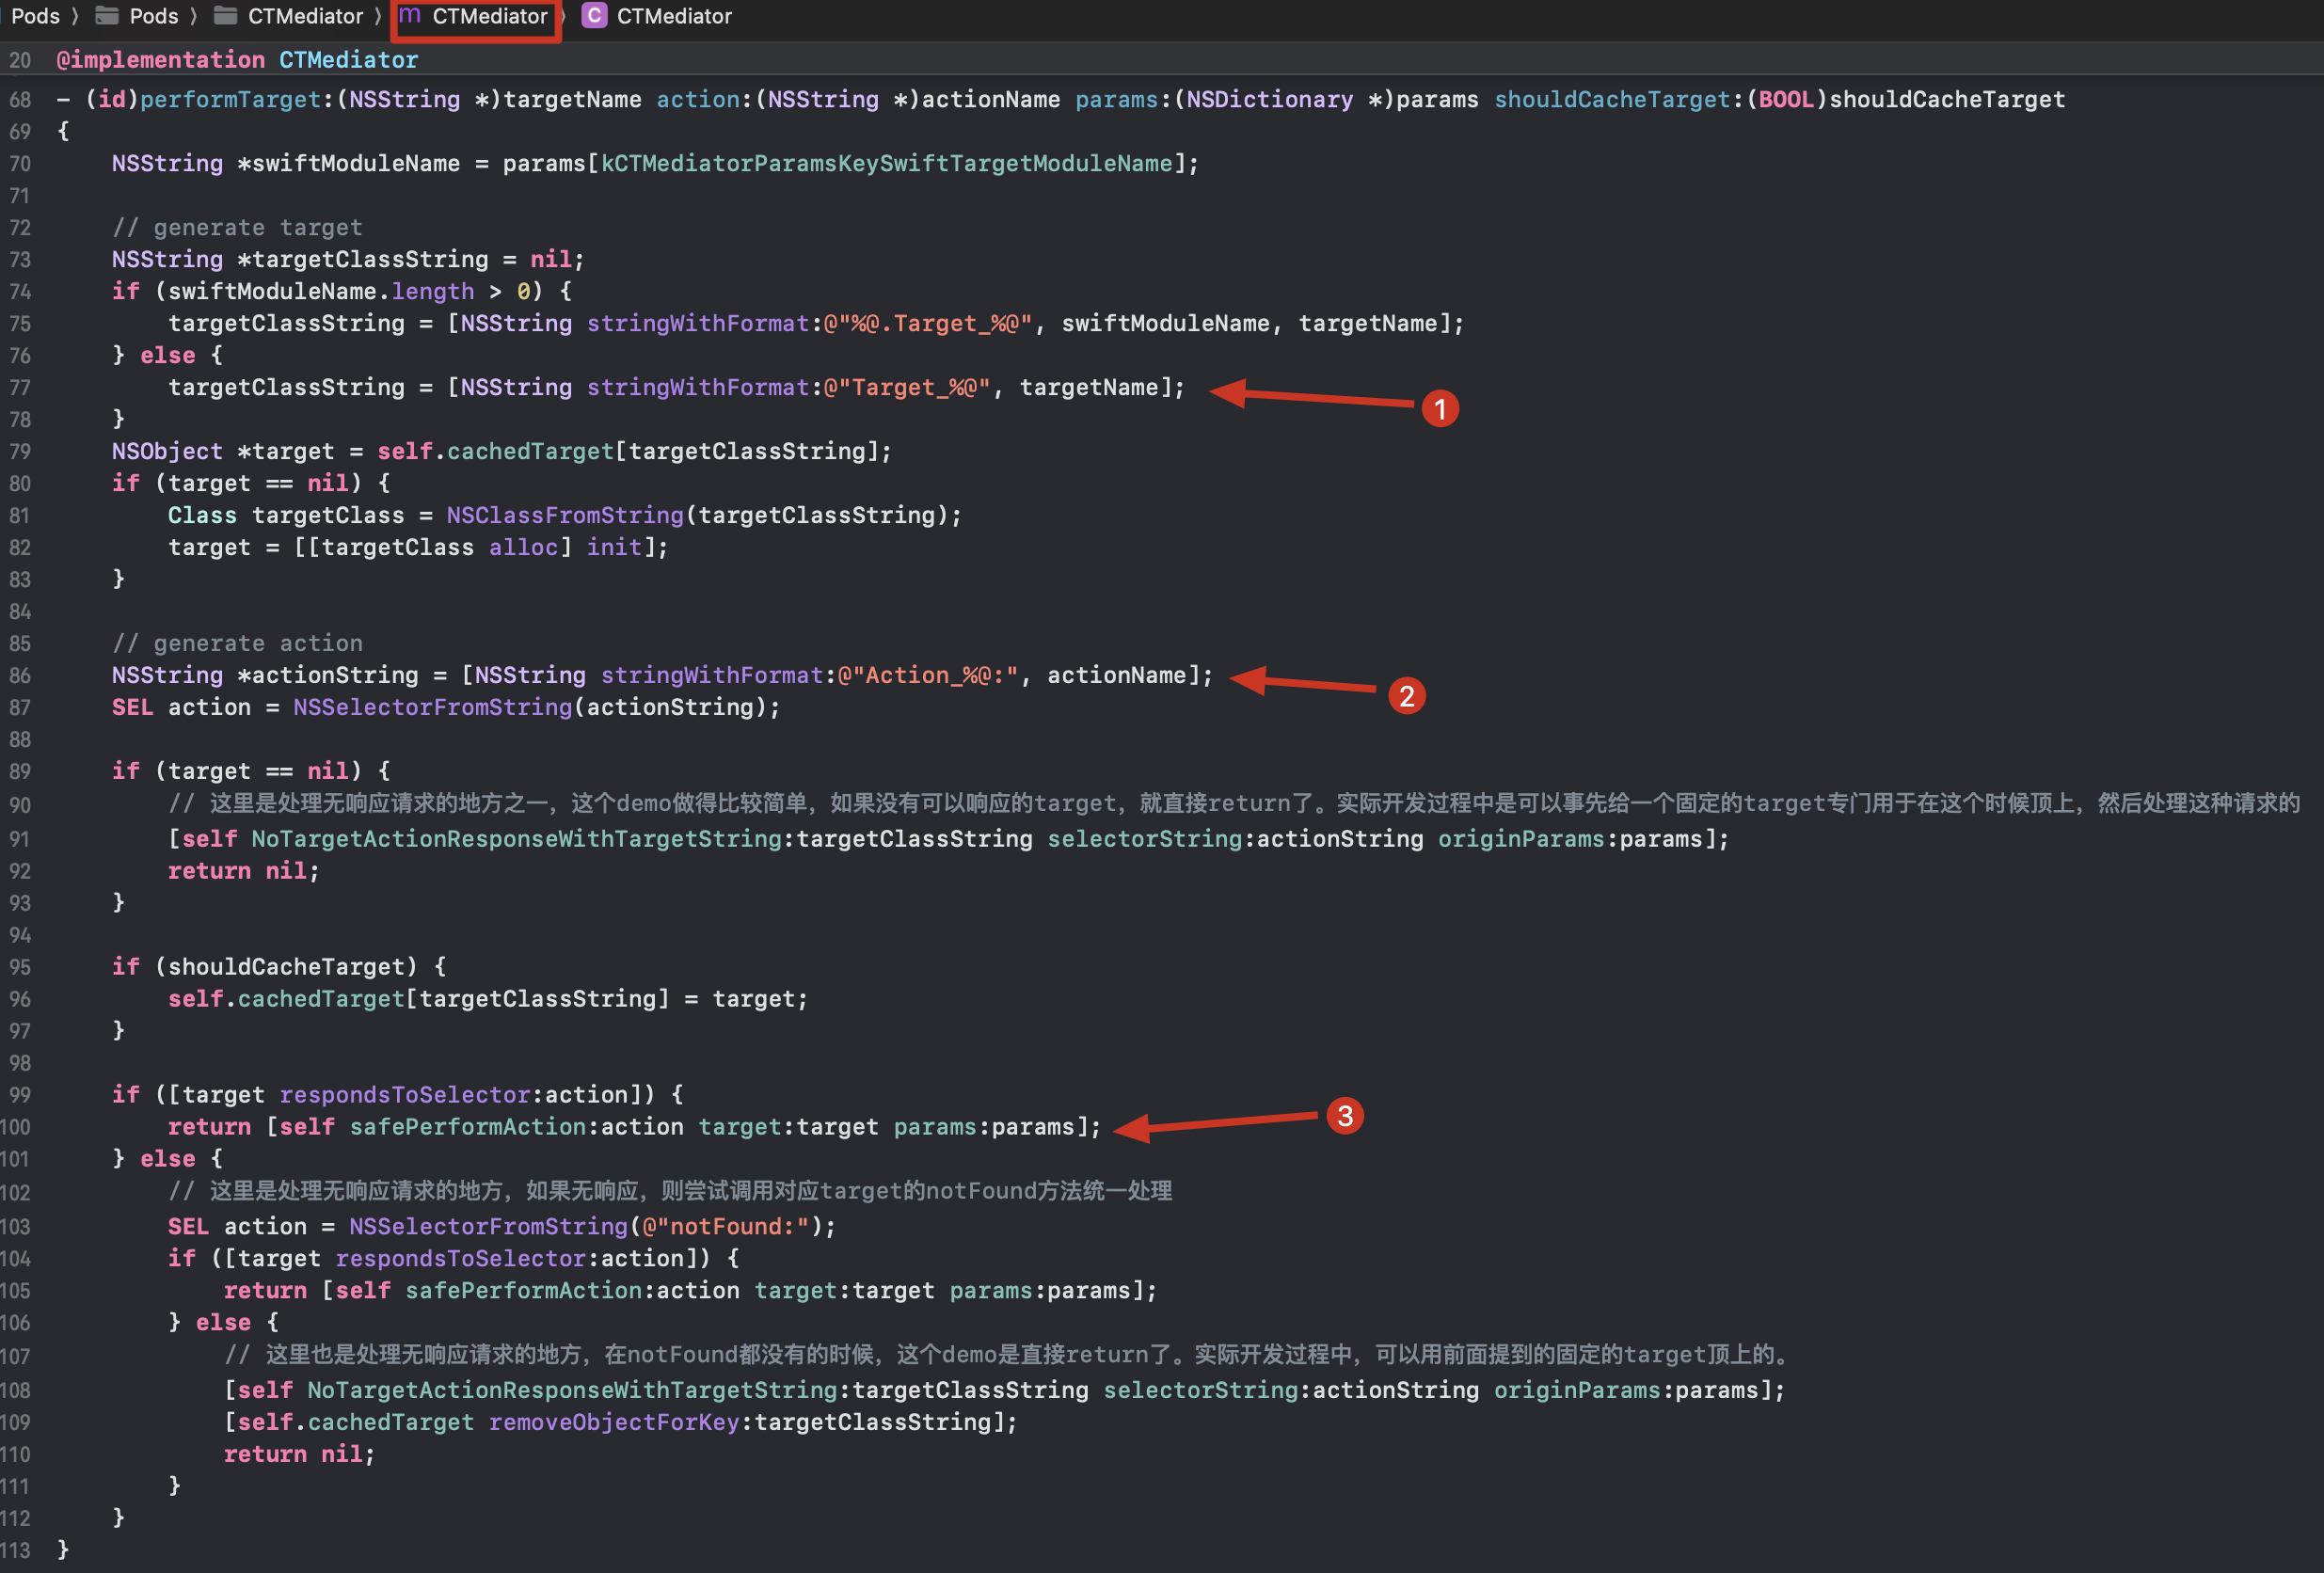 Pods 〉 Pods 〉 CTMediator 〉 m CTMediator 〉 C CTMediator
20 @implementation CTMediator
68 - (id)performTarget:(NSString *)targetName action:(NSString *)actionName params:(NSDictionary *)params shouldCacheTarget:(BOOL)shouldCacheTarget
69 {
70 NSString *swiftModuleName = params[kCTMediatorParamsKeySwiftTargetModuleName];
71
72 // generate target
73 NSString *targetClassString = nil;
74 if (swiftModuleName.length > 0) {
75 targetClassString = [NSString stringWithFormat:@"%@.Target_%@", swiftModuleName, targetName];
76 } else {
77 targetClassString = [NSString stringWithFormat:@"Target_%@", targetName]; 1
78 }
79 NSObject *target = self.cachedTarget[targetClassString];
80 if (target == nil) {
81 Class targetClass = NSClassFromString(targetClassString);
82 target = [[targetClass alloc] init];
83 }
84
85 // generate action
86 NSString *actionString = [NSString stringWithFormat:@"Action_%@:", actionName]; 2
87 SEL action = NSSelectorFromString(actionString);
88
89 if (target == nil) {
90 // 这里是处理无响应请求的地方之一，这个demo做得比较简单，如果没有可以响应的target，就直接return了。实际开发过程中是可以事先给一个固定的target专门用于在这个时候顶上，然后处理这种请求的
91 [self NoTargetActionResponseWithTargetString:targetClassString selectorString:actionString originParams:params];
92 return nil;
93 }
94
95 if (shouldCacheTarget) {
96 self.cachedTarget[targetClassString] = target;
97 }
98
99 if ([target respondsToSelector:action]) {
100 return [self safePerformAction:action target:target params:params]; 3
101 } else {
102 // 这里是处理无响应请求的地方，如果无响应，则尝试调用对应target的notFound方法统一处理
103 SEL action = NSSelectorFromString(@"notFound:");
104 if ([target respondsToSelector:action]) {
105 return [self safePerformAction:action target:target params:params];
106 } else {
107 // 这里也是处理无响应请求的地方，在notFound都没有的时候，这个demo是直接return了。实际开发过程中，可以用前面提到的固定的target顶上的。
108 [self NoTargetActionResponseWithTargetString:targetClassString selectorString:actionString originParams:params];
109 [self.cachedTarget removeObjectForKey:targetClassString];
110 return nil;
111 }
112 }
113 }